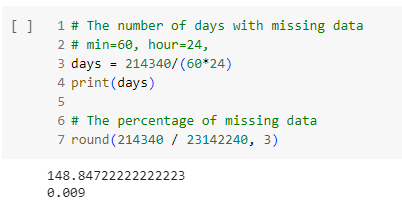 [ ] 1 # The number of days with missing data
2 # min=60, hour=24,
3 days = 214340/(60*24)
4 print(days)
5
6 # The percentage of missing data
7 round(214340 / 23142240, 3)
148.84722222222223
0.009